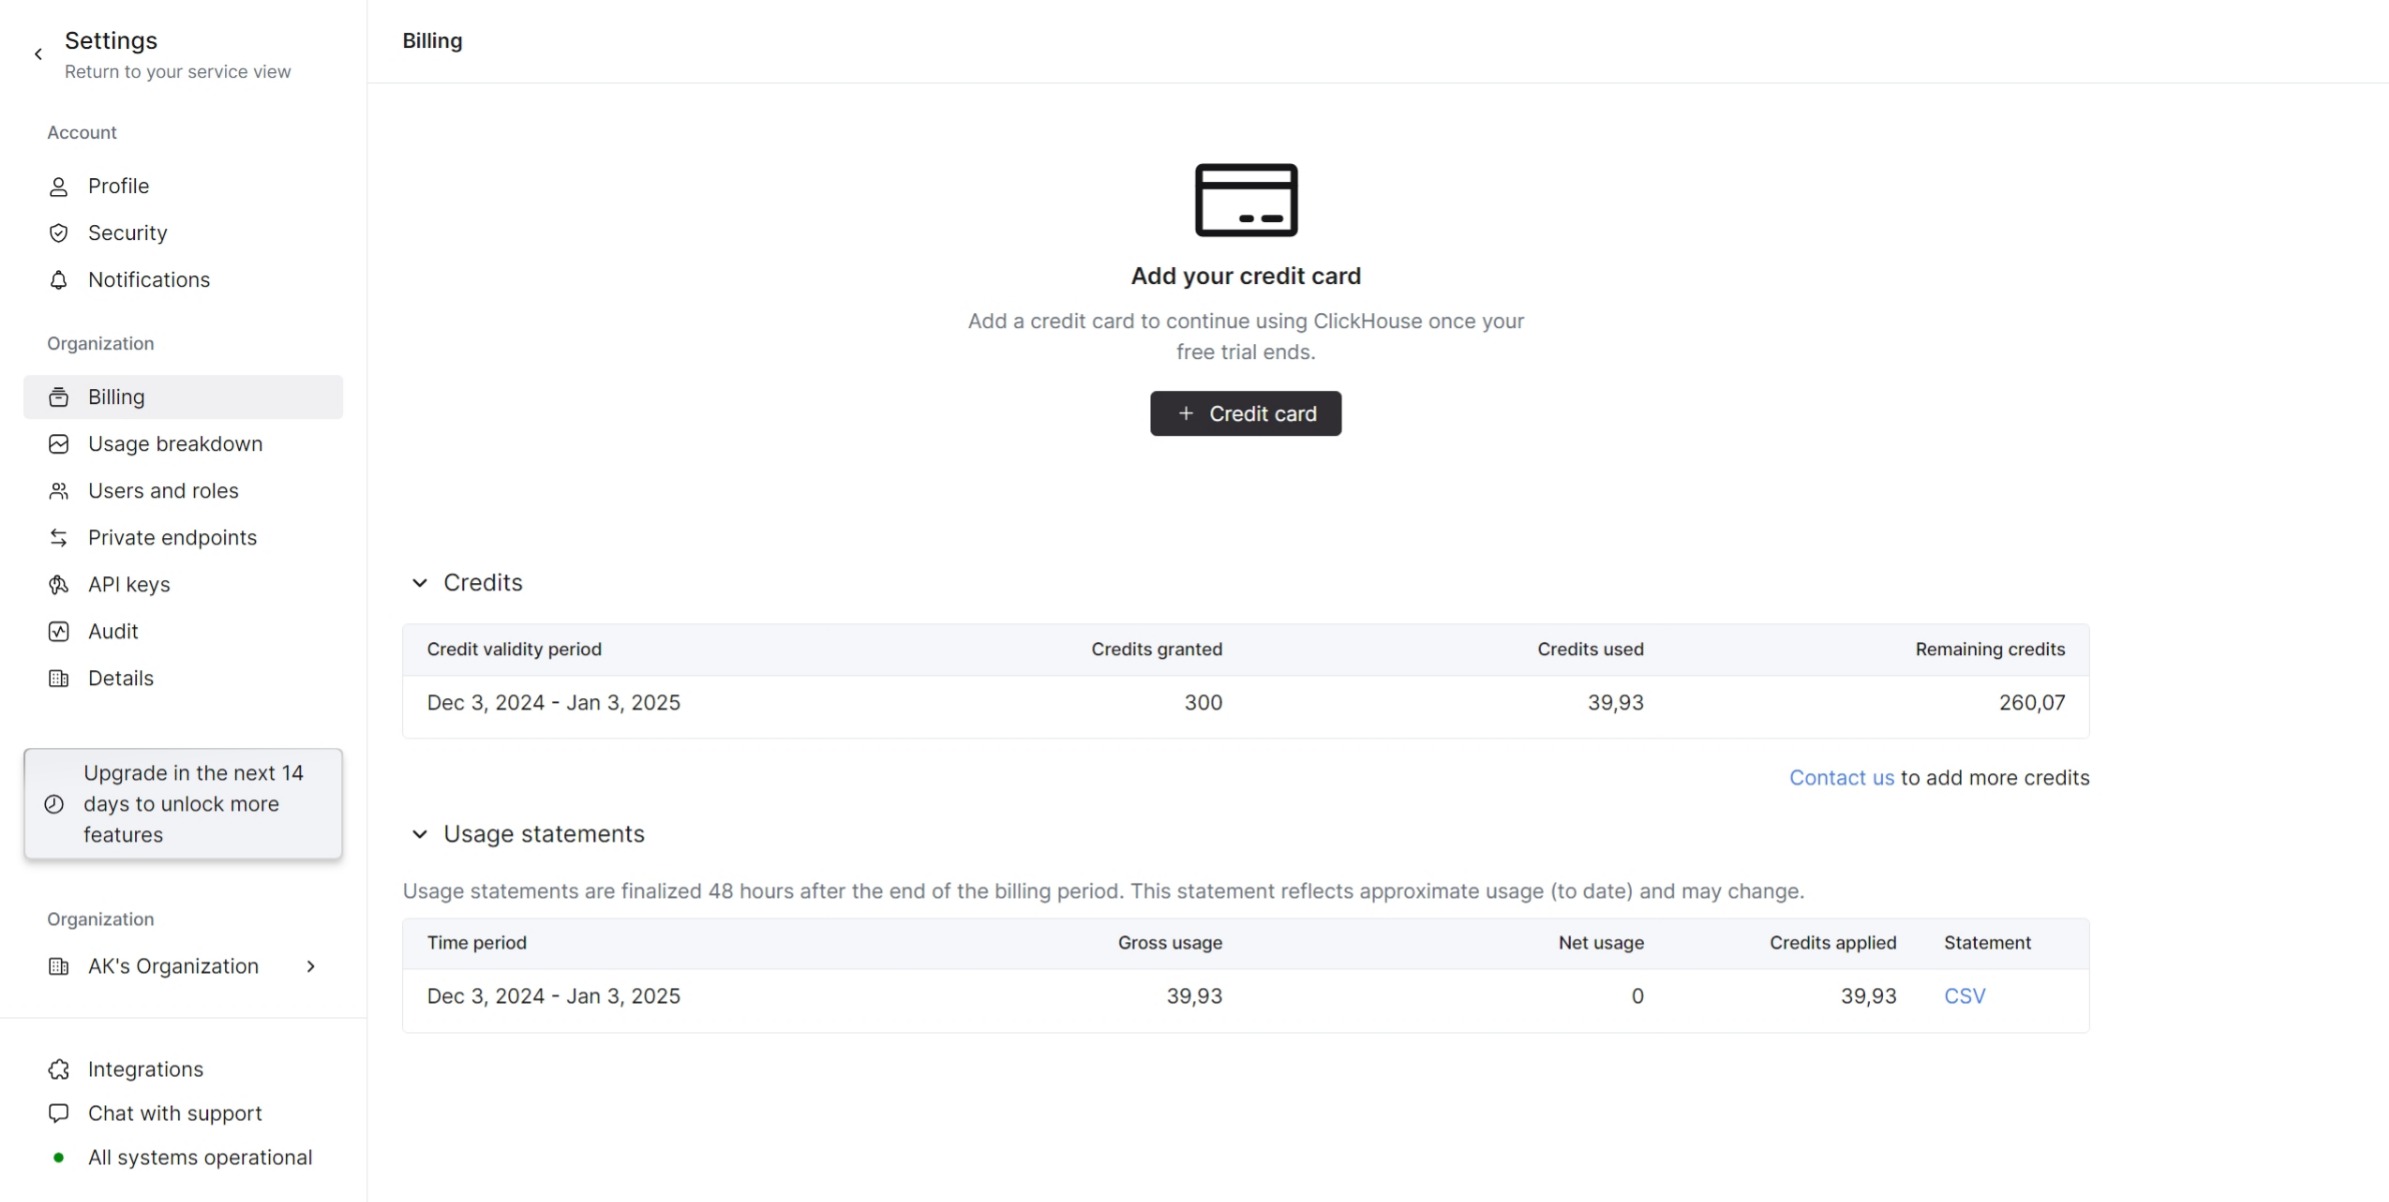 Settings
Return to your service view
Account
Profile
Security
Notifications
Organization
Billing
Usage breakdown
Users and roles
Private endpoints
API keys
Audit
Details
Upgrade in the next 14
days to unlock more
features
Organization
AK's Organization
Integrations
Chat with support
All systems operational
Billing
Add your credit card
Add a credit card to continue using ClickHouse once your
free trial ends.
+ Credit card
Credits
Credit validity period Credits granted Credits used Remaining credits
Dec 3, 2024 - Jan 3, 2025 300 39,93 260,07
Contact us to add more credits
Usage statements
Usage statements are finalized 48 hours after the end of the billing period. This statement reflects approximate usage (to date) and may change.
Time period Gross usage Net usage Credits applied Statement
Dec 3, 2024 - Jan 3, 2025 39,93 0 39,93 CSV